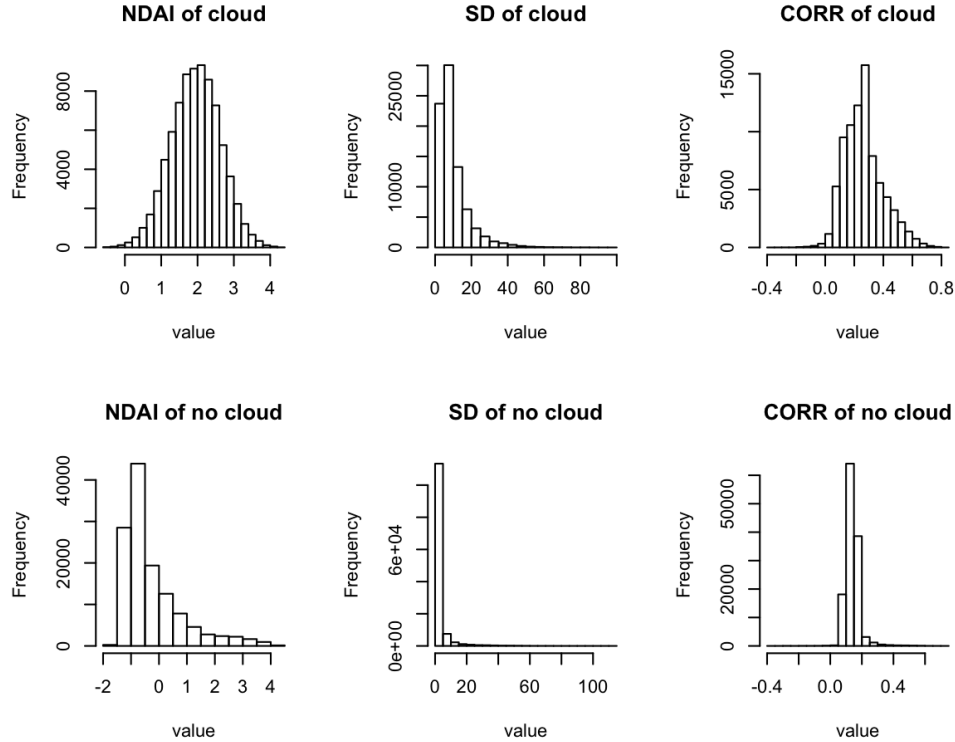 NDAI of cloud
Frequency
0 4000 8000
0 1 2 3 4
value
SD of cloud
Frequency
0 10000 25000
0 20 40 60 80
value
CORR of cloud
Frequency
0 5000 15000
-0.4 0.0 0.4 0.8
value
NDAI of no cloud
Frequency
0 20000 40000
-2 0 1 2 3 4
value
SD of no cloud
Frequency
0e+00 6e+04
0 20 60 100
value
CORR of no cloud
Frequency
0 20000 50000
-0.4 0.0 0.4
value